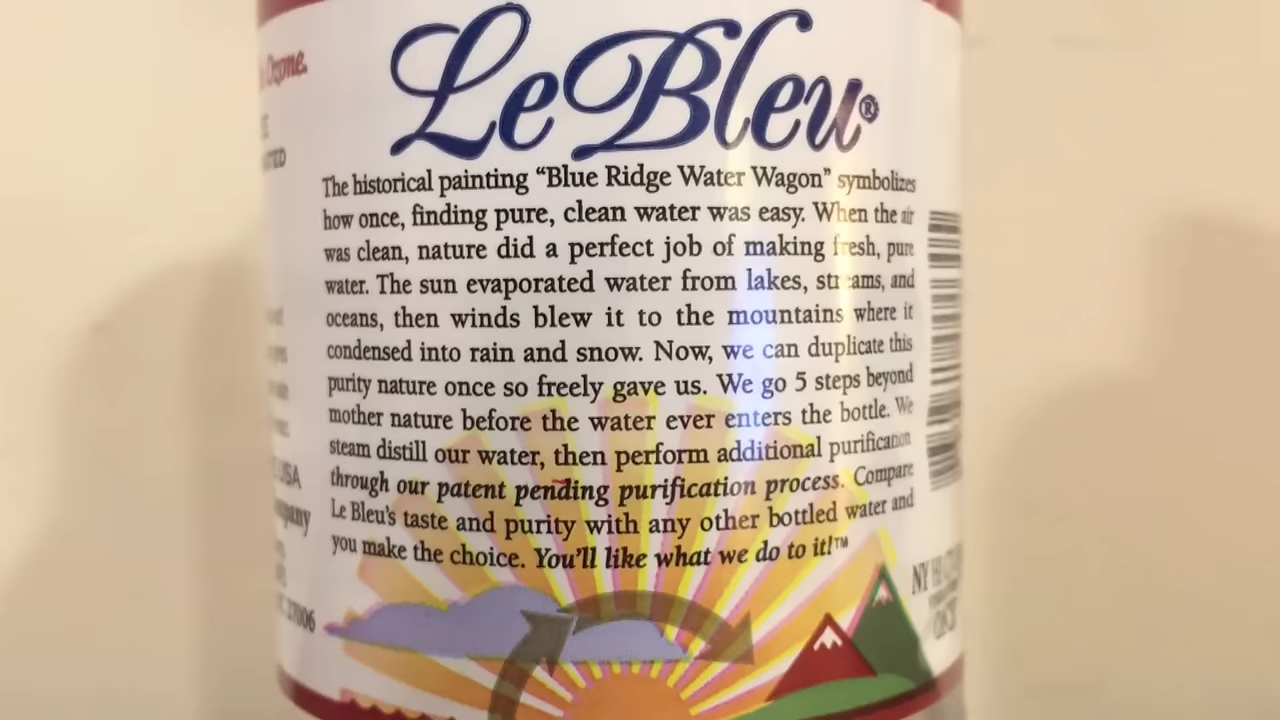 Le Bleu®
The historical painting “Blue Ridge Water Wagon” symbolizes
how once, finding pure, clean water was easy. When the air
was clean, nature did a perfect job of making fresh, pure
water. The sun evaporated water from lakes, streams, and
oceans, then winds blew it to the mountains where it
condensed into rain and snow. Now, we can duplicate this
purity nature once so freely gave us. We go 5 steps beyond
mother nature before the water ever enters the bottle. We
steam distill our water, then perform additional purification
through our patent pending purification process. Compare
Le Bleu’s taste and purity with any other bottled water and
you make the choice. You’ll like what we do to it!™
Ozone.
USA
27006
NY